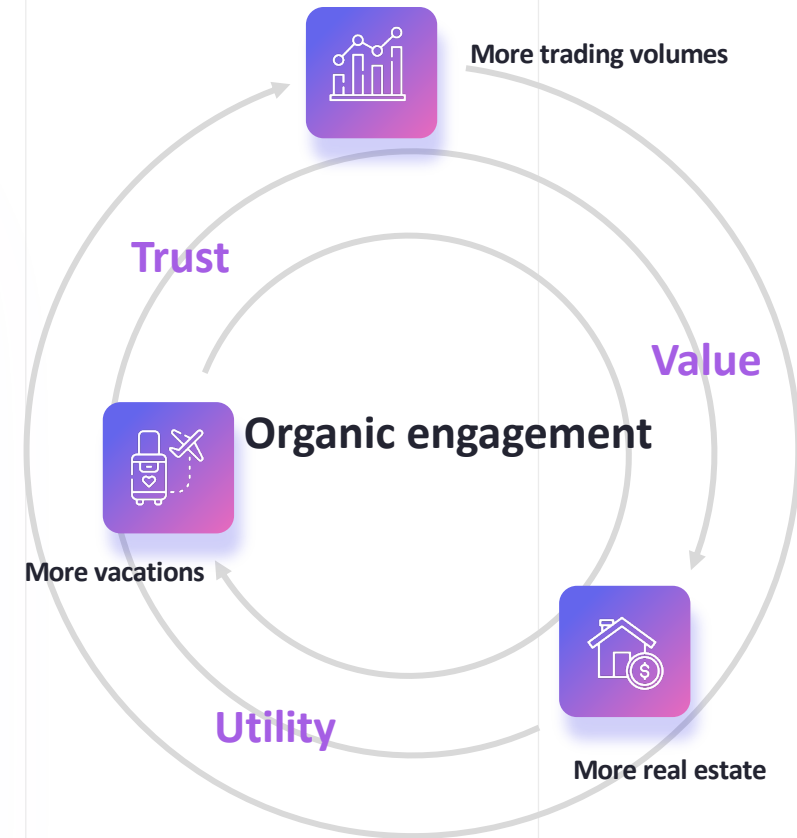 More trading volumes
Trust
Value
Organic engagement
More vacations
Utility
More real estate
$